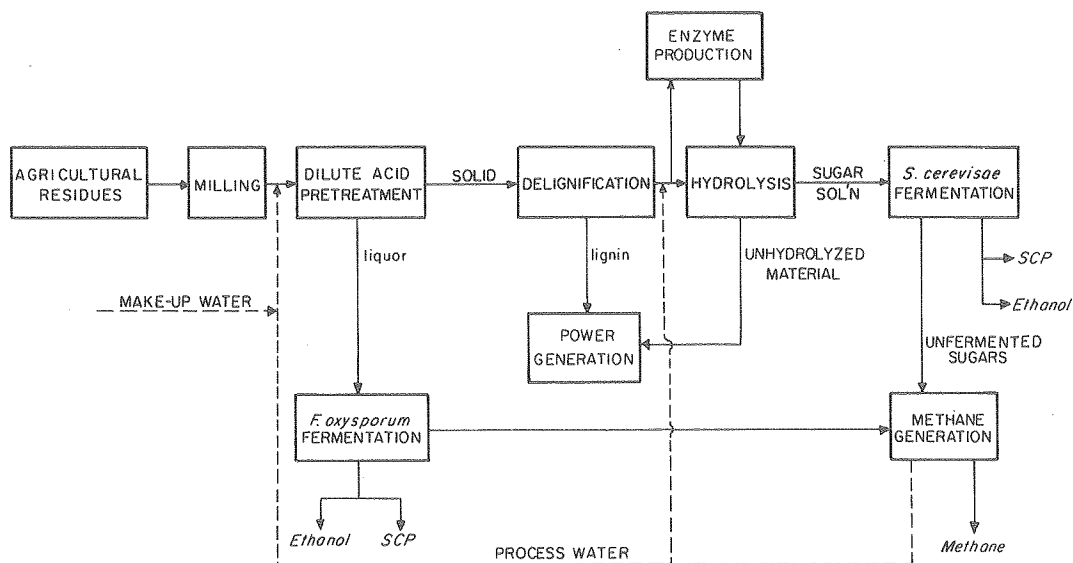 ENZYME
PRODUCTION
AGRICULTURAL
RESIDUES
MILLING
DILUTE ACID
PRETREATMENT
SOLID
DELIGNIFICATION
HYDROLYSIS
SUGAR
SOL'N
S. cerevisae
FERMENTATION
liquor
lignin
UNHYDROLYZED
MATERIAL
SCP
Ethanol
MAKE-UP WATER
POWER
GENERATION
UNFERMENTED
SUGARS
F. oxysporum
FERMENTATION
METHANE
GENERATION
Ethanol
SCP
PROCESS WATER
Methane